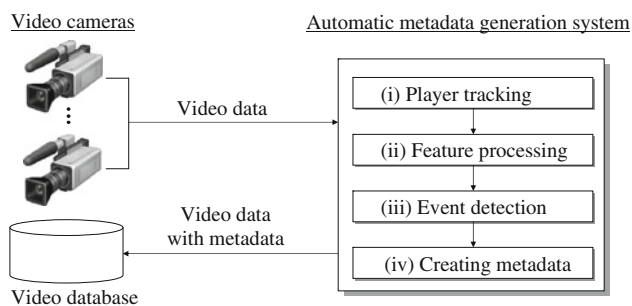 Video cameras
Automatic metadata generation system
(i) Player tracking
Video data
(ii) Feature processing
(iii) Event detection
Video data
with metadata
(iv) Creating metadata
Video database